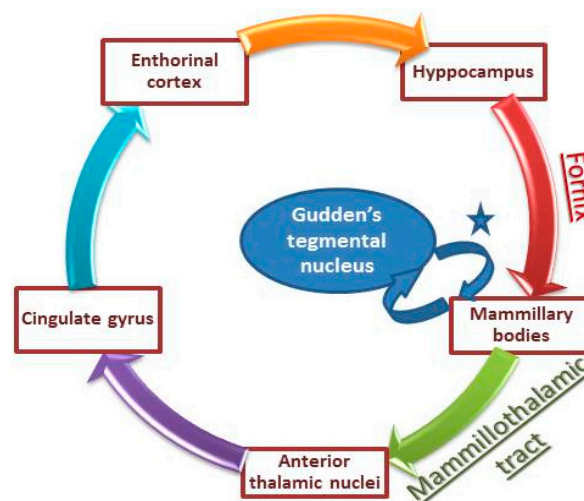 Enthorinal
cortex
Hyppocampus
Fornix
Gudden's
tegmental
nucleus
Cingulate gyrus
Mammillary
bodies
Mammillothalamic
tract
Anterior
thalamic nuclei